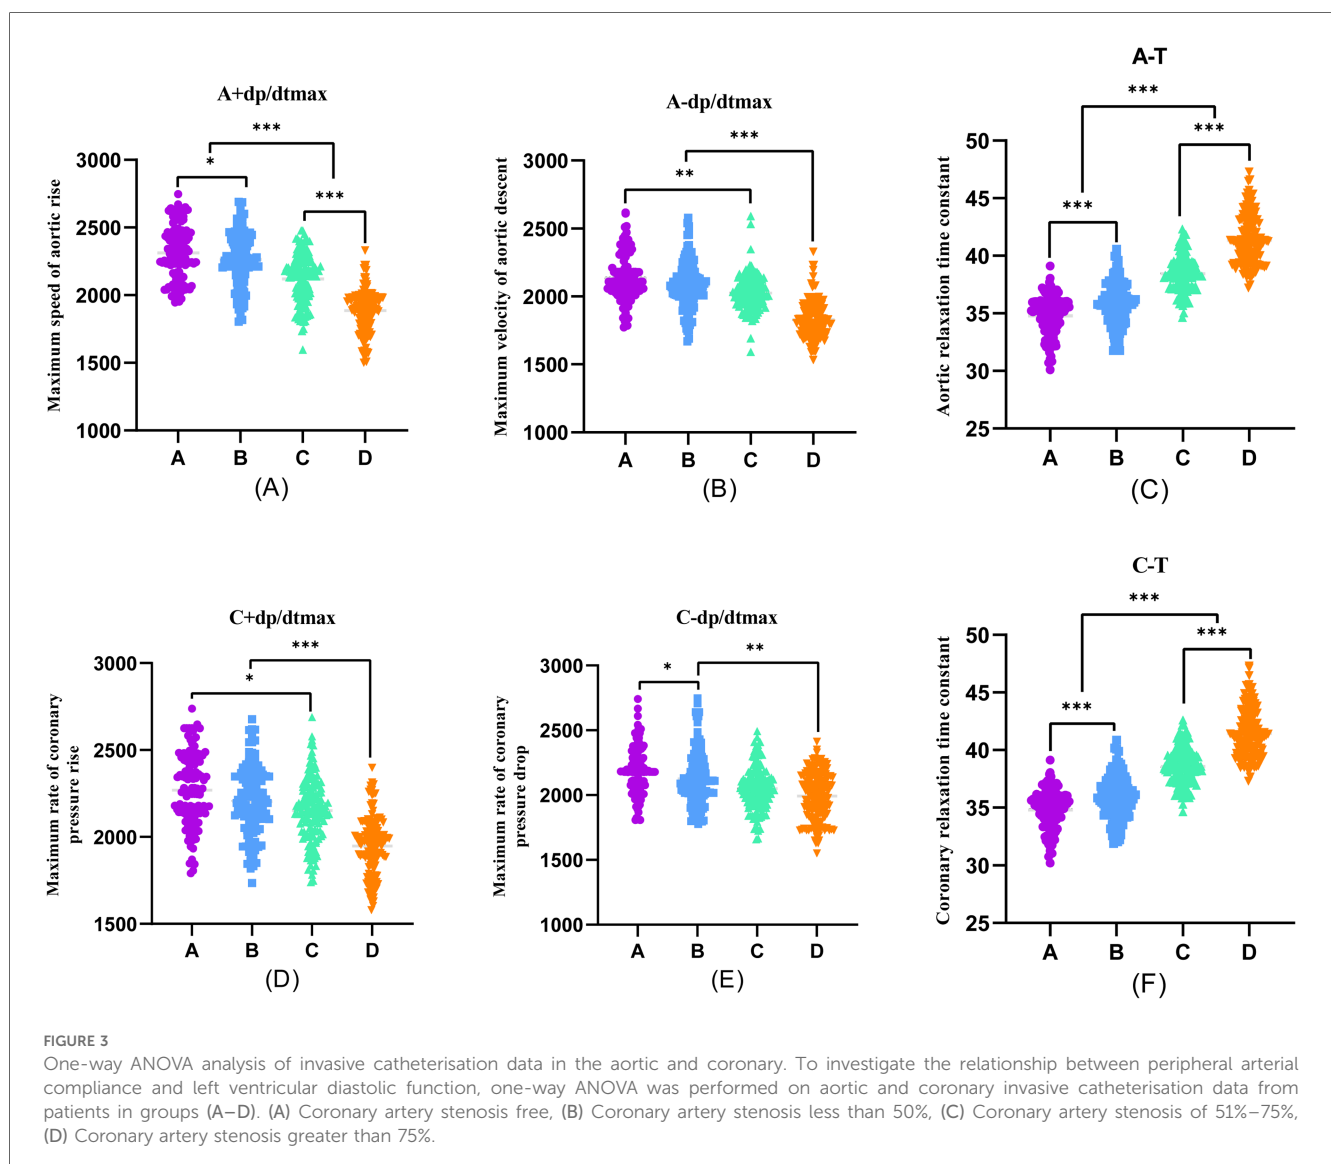 A+dp/dtmax
***
*
***
Maximum speed of aortic rise
3000
2500
2000
1500
1000
A B C D
(A)
A-dp/dtmax
***
**
Maximum velocity of aortic descent
3000
2500
2000
1500
1000
A B C D
(B)
A-T
***
***
***
Aortic relaxation time constant
50
45
40
35
30
25
A B C D
(C)
C+dp/dtmax
***
*
Maximum rate of coronary
pressure rise
3000
2500
2000
1500
A B C D
(D)
C-dp/dtmax
*
**
Maximum rate of coronary
pressure drop
3000
2500
2000
1500
1000
A B C D
(E)
C-T
***
***
***
Coronary relaxation time constant
50
45
40
35
30
25
A B C D
(F)
FIGURE 3
One-way ANOVA analysis of invasive catheterisation data in the aortic and coronary. To investigate the relationship between peripheral arterial
compliance and left ventricular diastolic function, one-way ANOVA was performed on aortic and coronary invasive catheterisation data from
patients in groups (A–D). (A) Coronary artery stenosis free, (B) Coronary artery stenosis less than 50%, (C) Coronary artery stenosis of 51%–75%,
(D) Coronary artery stenosis greater than 75%.